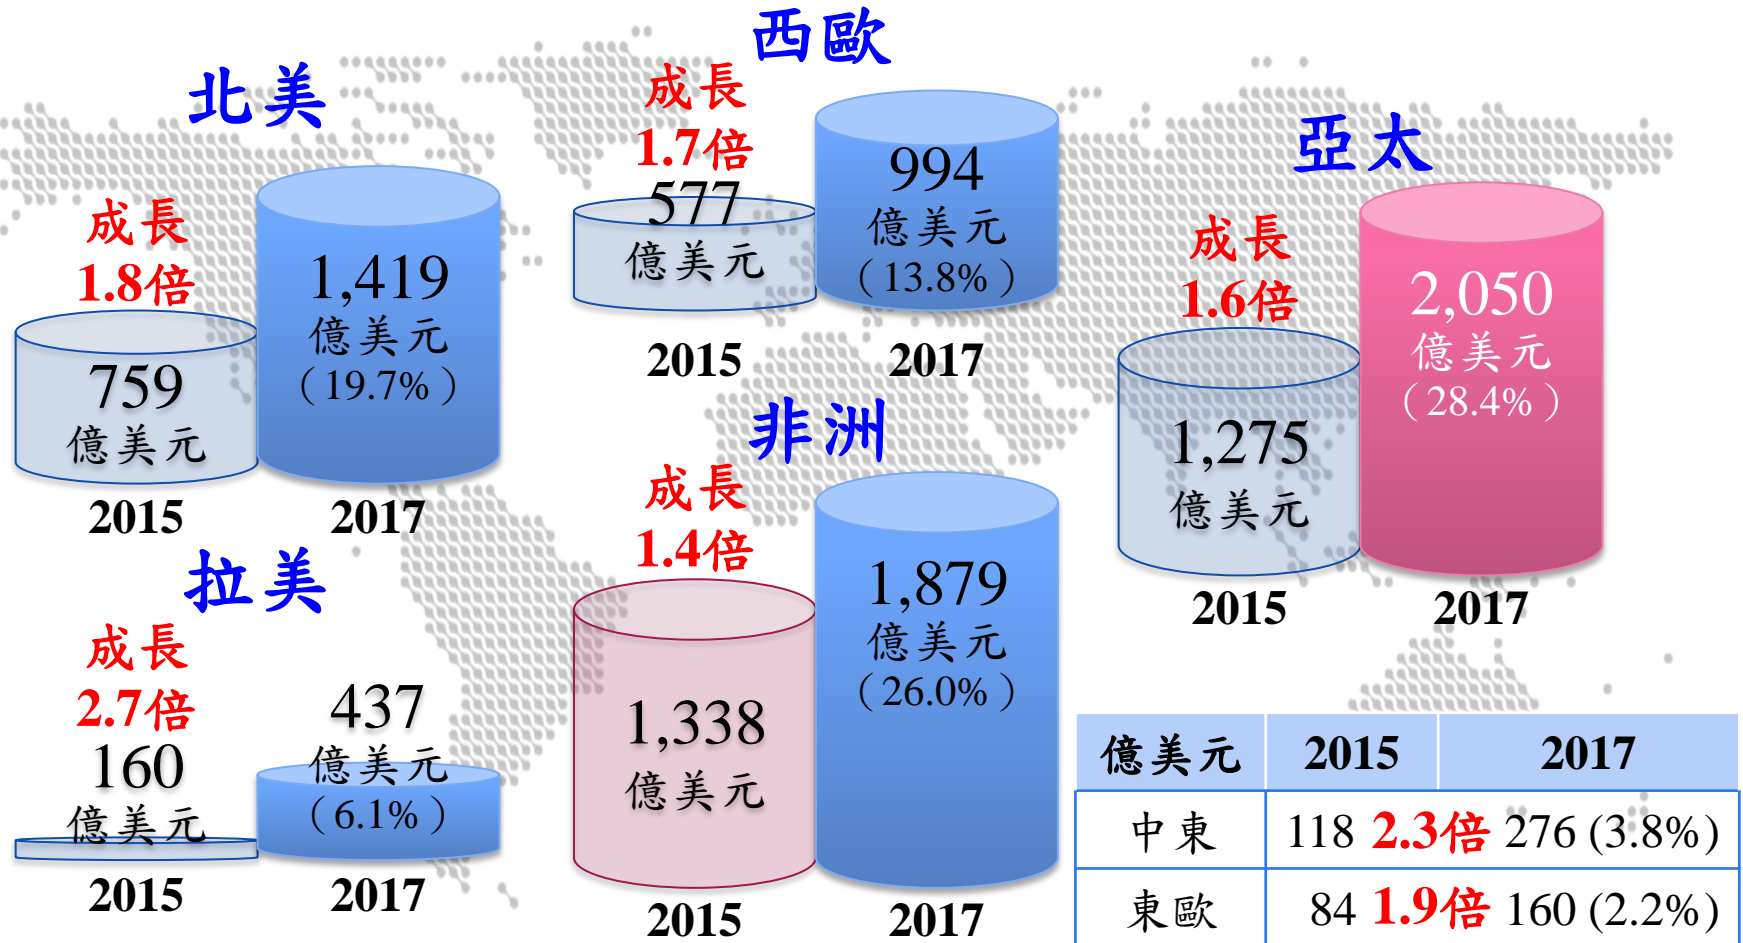 北美
成長
1.8倍
759
億美元
2015
1,419
億美元
（19.7%）
2017
西歐
成長
1.7倍
577
億美元
2015
994
億美元
（13.8%）
2017
亞太
成長
1.6倍
1,275
億美元
2015
2,050
億美元
（28.4%）
2017
拉美
成長
2.7倍
160
億美元
2015
437
億美元
（6.1%）
2017
非洲
成長
1.4倍
1,338
億美元
2015
1,879
億美元
（26.0%）
2017
億美元 2015 2017
中東 118 2.3倍 276 (3.8%)
東歐 84 1.9倍 160 (2.2%)